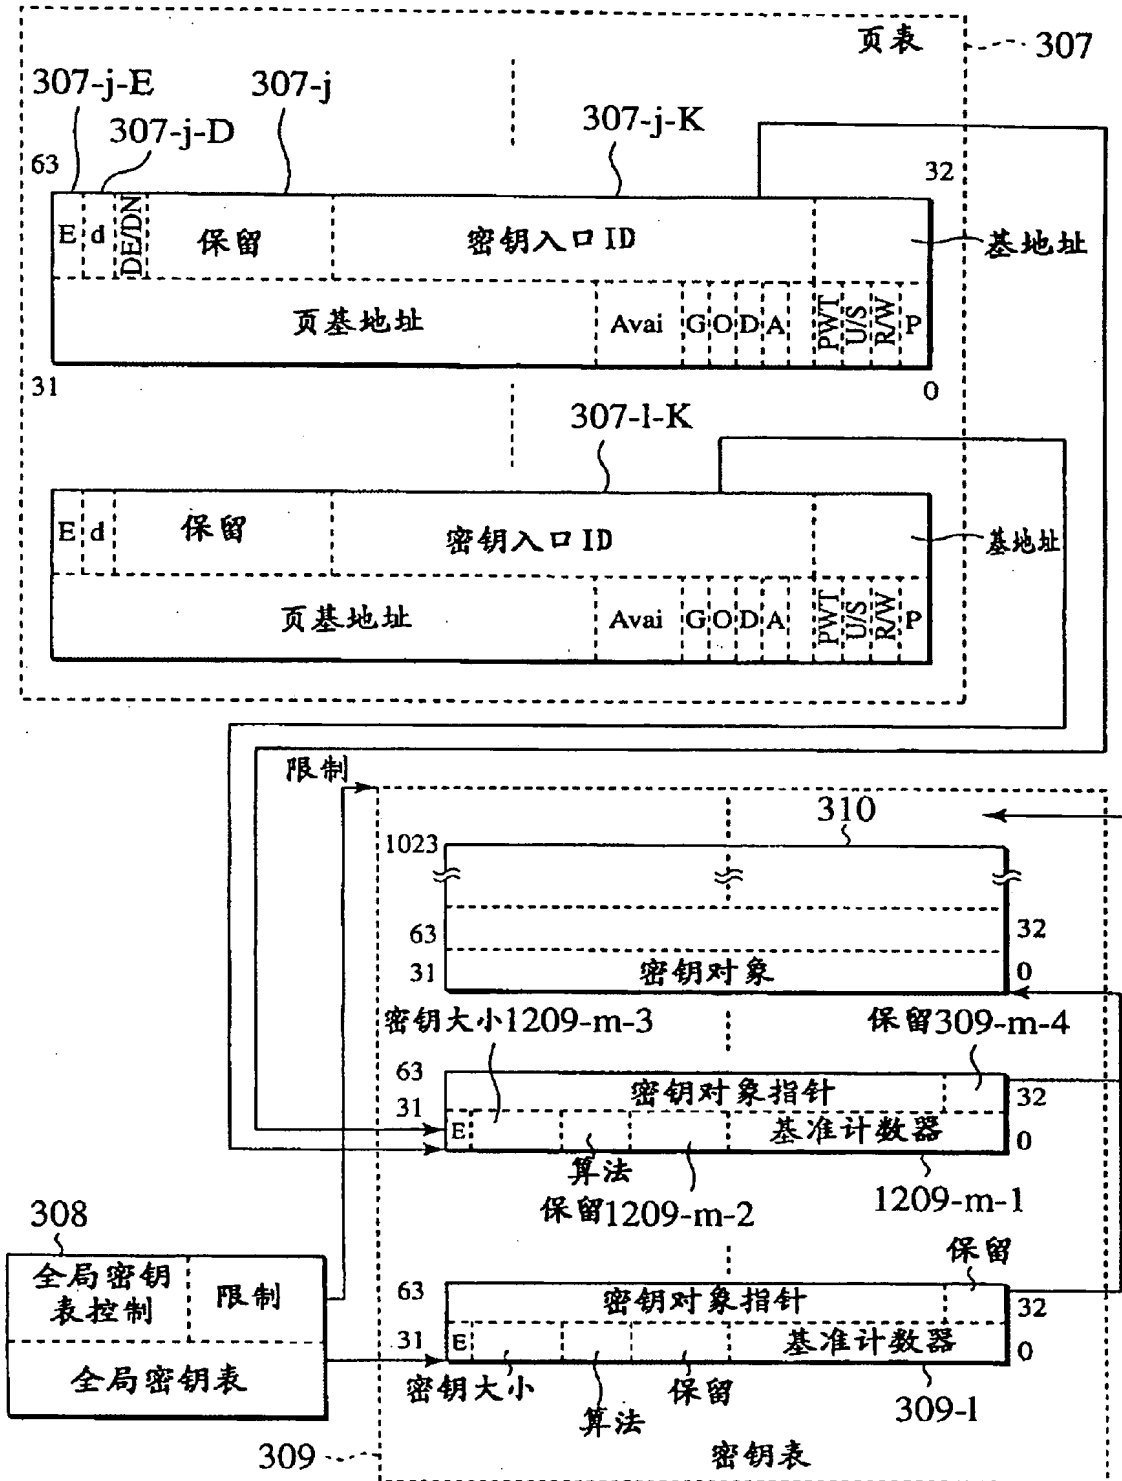 页表
307
307-j-E
307-j
307-j-D
307-j-K
63
32
E
d
DE/DN
保留
密钥入口ID
基地址
页基地址
Avai
G
O
D
A
PWT
U/S
R/W
P
31
0
307-l-K
E
d
保留
密钥入口ID
基地址
页基地址
Avai
G
O
D
A
PWT
U/S
R/W
P
限制
310
1023
63
32
31
密钥对象
0
密钥大小1209-m-3
保留309-m-4
63
密钥对象指针
32
31
E
基准计数器
0
算法
保留1209-m-2
1209-m-1
308
保留
全局密钥
表控制
限制
63
密钥对象指针
32
31
E
基准计数器
0
全局密钥表
密钥大小
算法
保留
309-l
309
密钥表